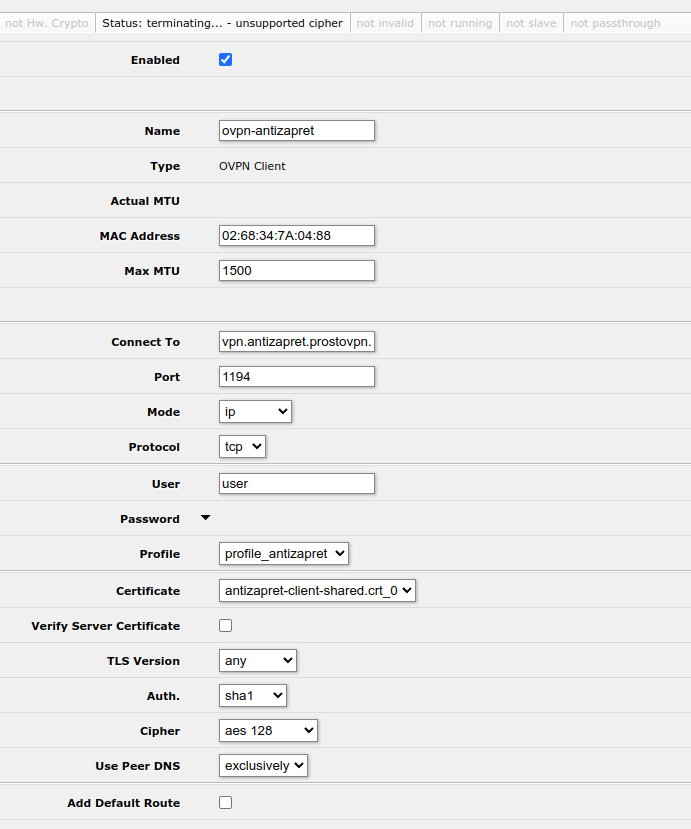 not Hw. Crypto Status: terminating... - unsupported cipher not invalid not running not slave not passthrough
Enabled
Name ovpn-antizapret
Type OVPN Client
Actual MTU
MAC Address 02:68:34:7A:04:88
Max MTU 1500
Connect To vpn.antizapret.prostovpn.
Port 1194
Mode ip
Protocol tcp
User user
Password
Profile profile_antizapret
Certificate antizapret-client-shared.crt_0
Verify Server Certificate
TLS Version any
Auth. sha1
Cipher aes 128
Use Peer DNS exclusively
Add Default Route